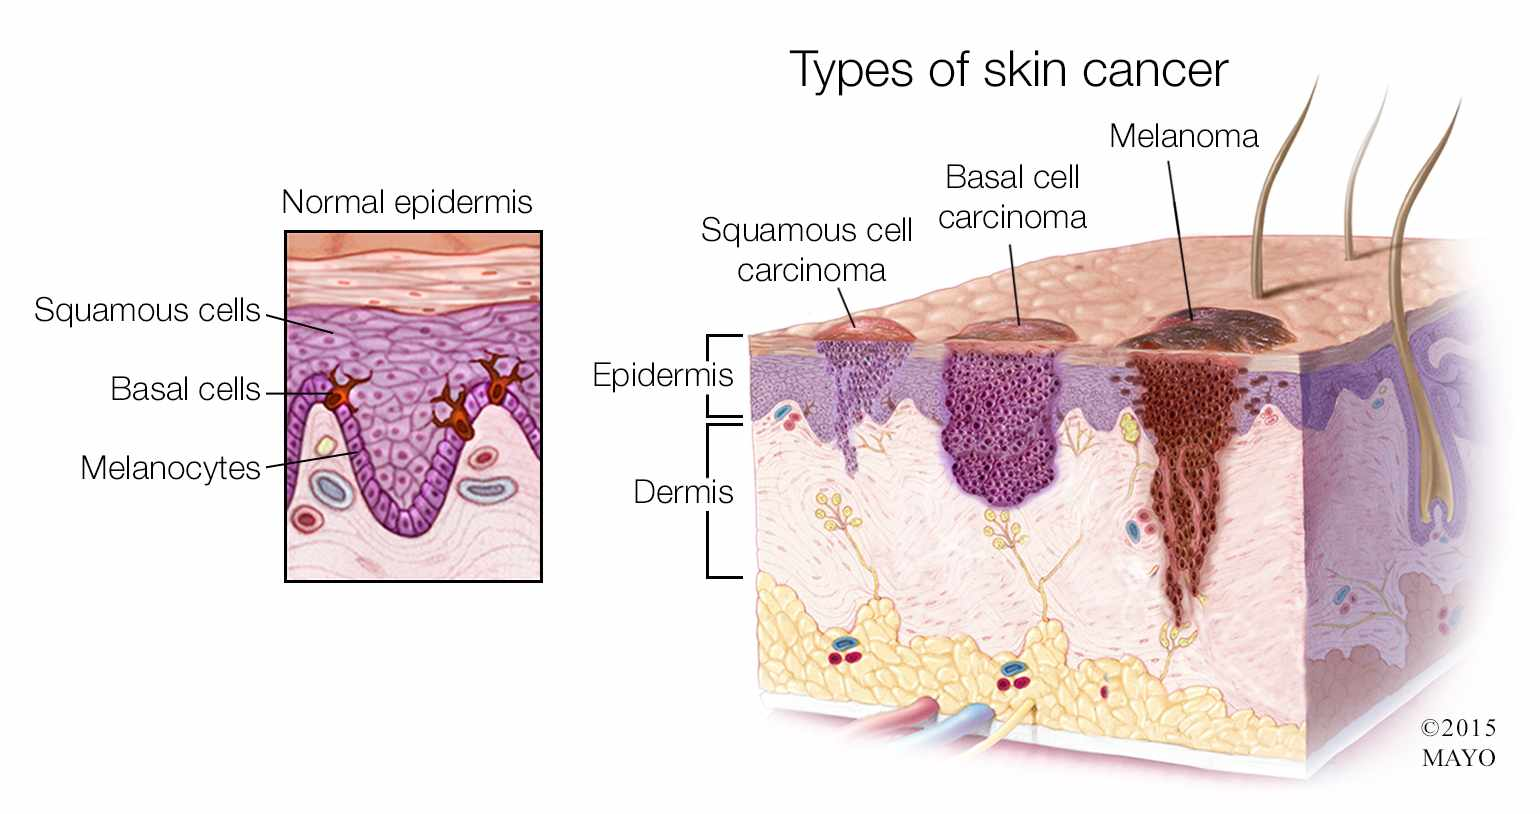 Types of skin cancer
Normal epidermis
Squamous cells
Basal cells
Melanocytes
Squamous cell
carcinoma
Basal cell
carcinoma
Melanoma
Epidermis
Dermis
©2015
MAYO